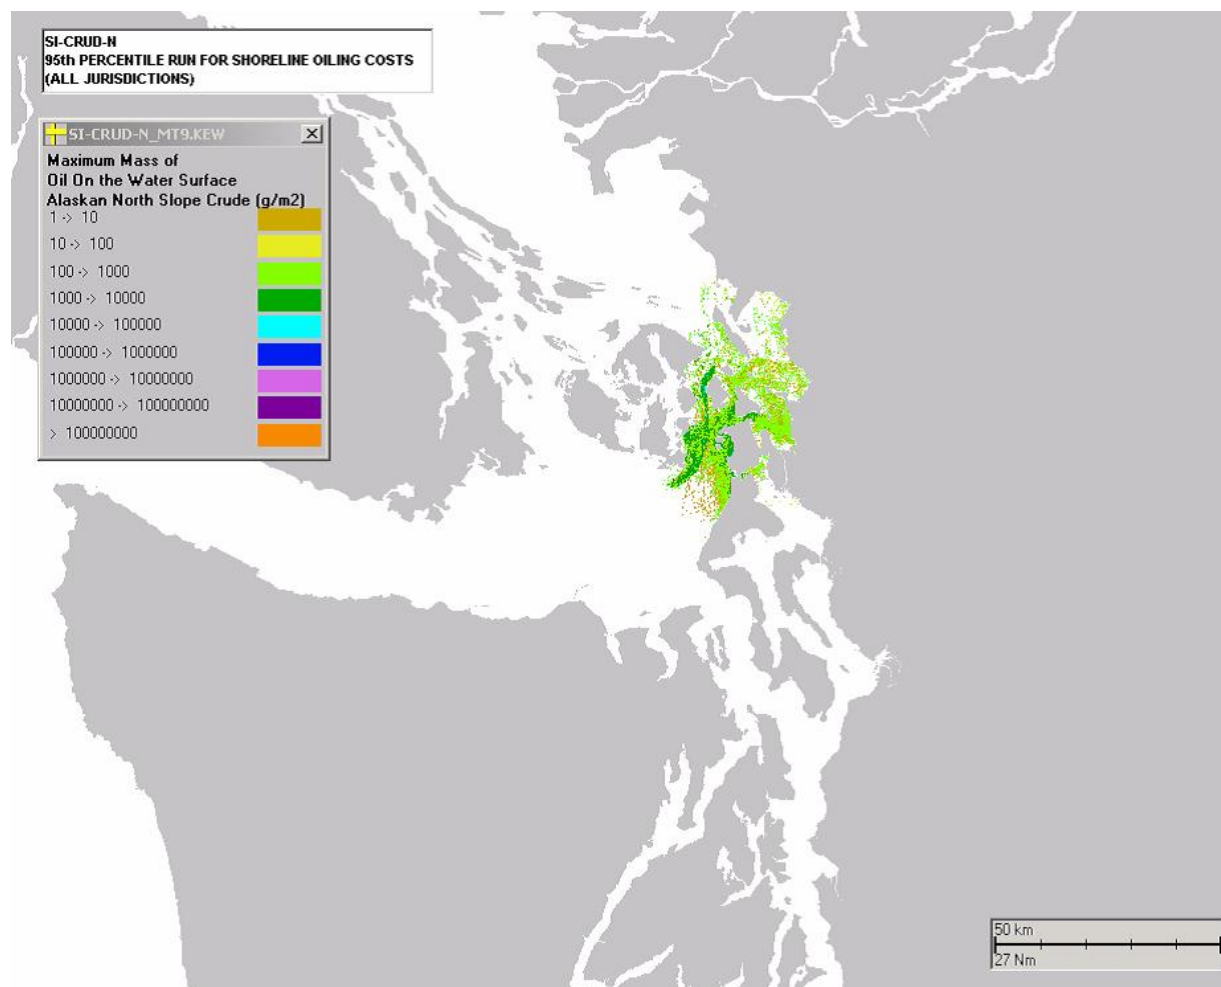 SI-CRUD-N
95th PERCENTILE RUN FOR SHORELINE OILING COSTS
(ALL JURISDICTIONS)
SI-CRUD-N_MT9.KEW
Maximum Mass of
Oil On the Water Surface
Alaskan North Slope Crude (g/m2)
1 -> 10
10 -> 100
100 -> 1000
1000 -> 10000
10000 -> 100000
100000 -> 1000000
1000000 -> 10000000
10000000 -> 100000000
> 100000000
50 km
27 Nm